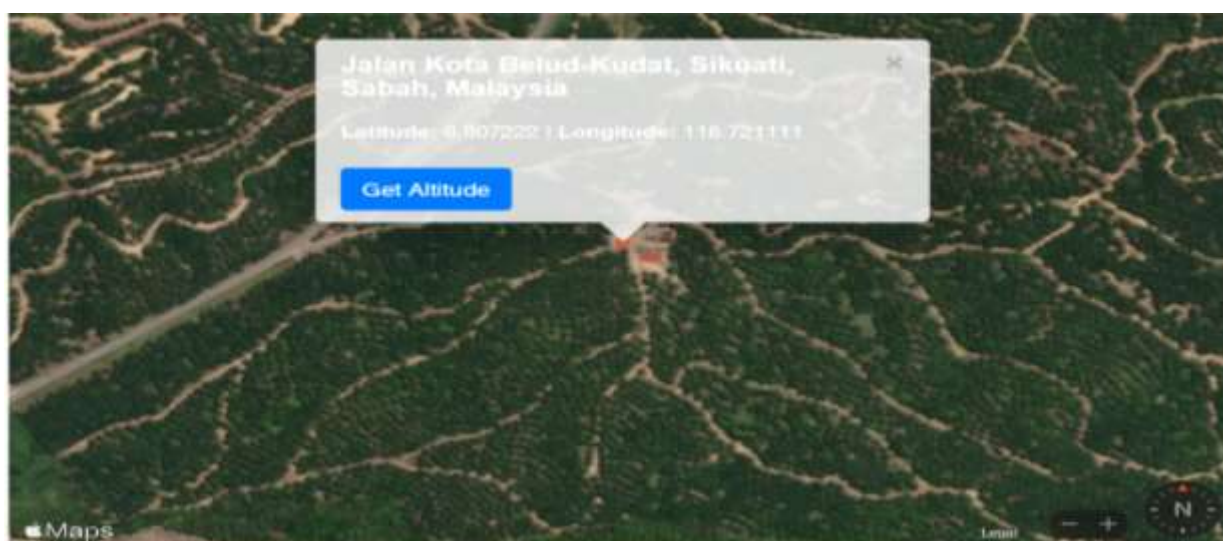 Jalan Kota Belud-Kudat, Sikuati,
Sabah, Malaysia
Latitude: 6.807222 | Longitude: 116.721111
Get Altitude
Maps
Legal
N